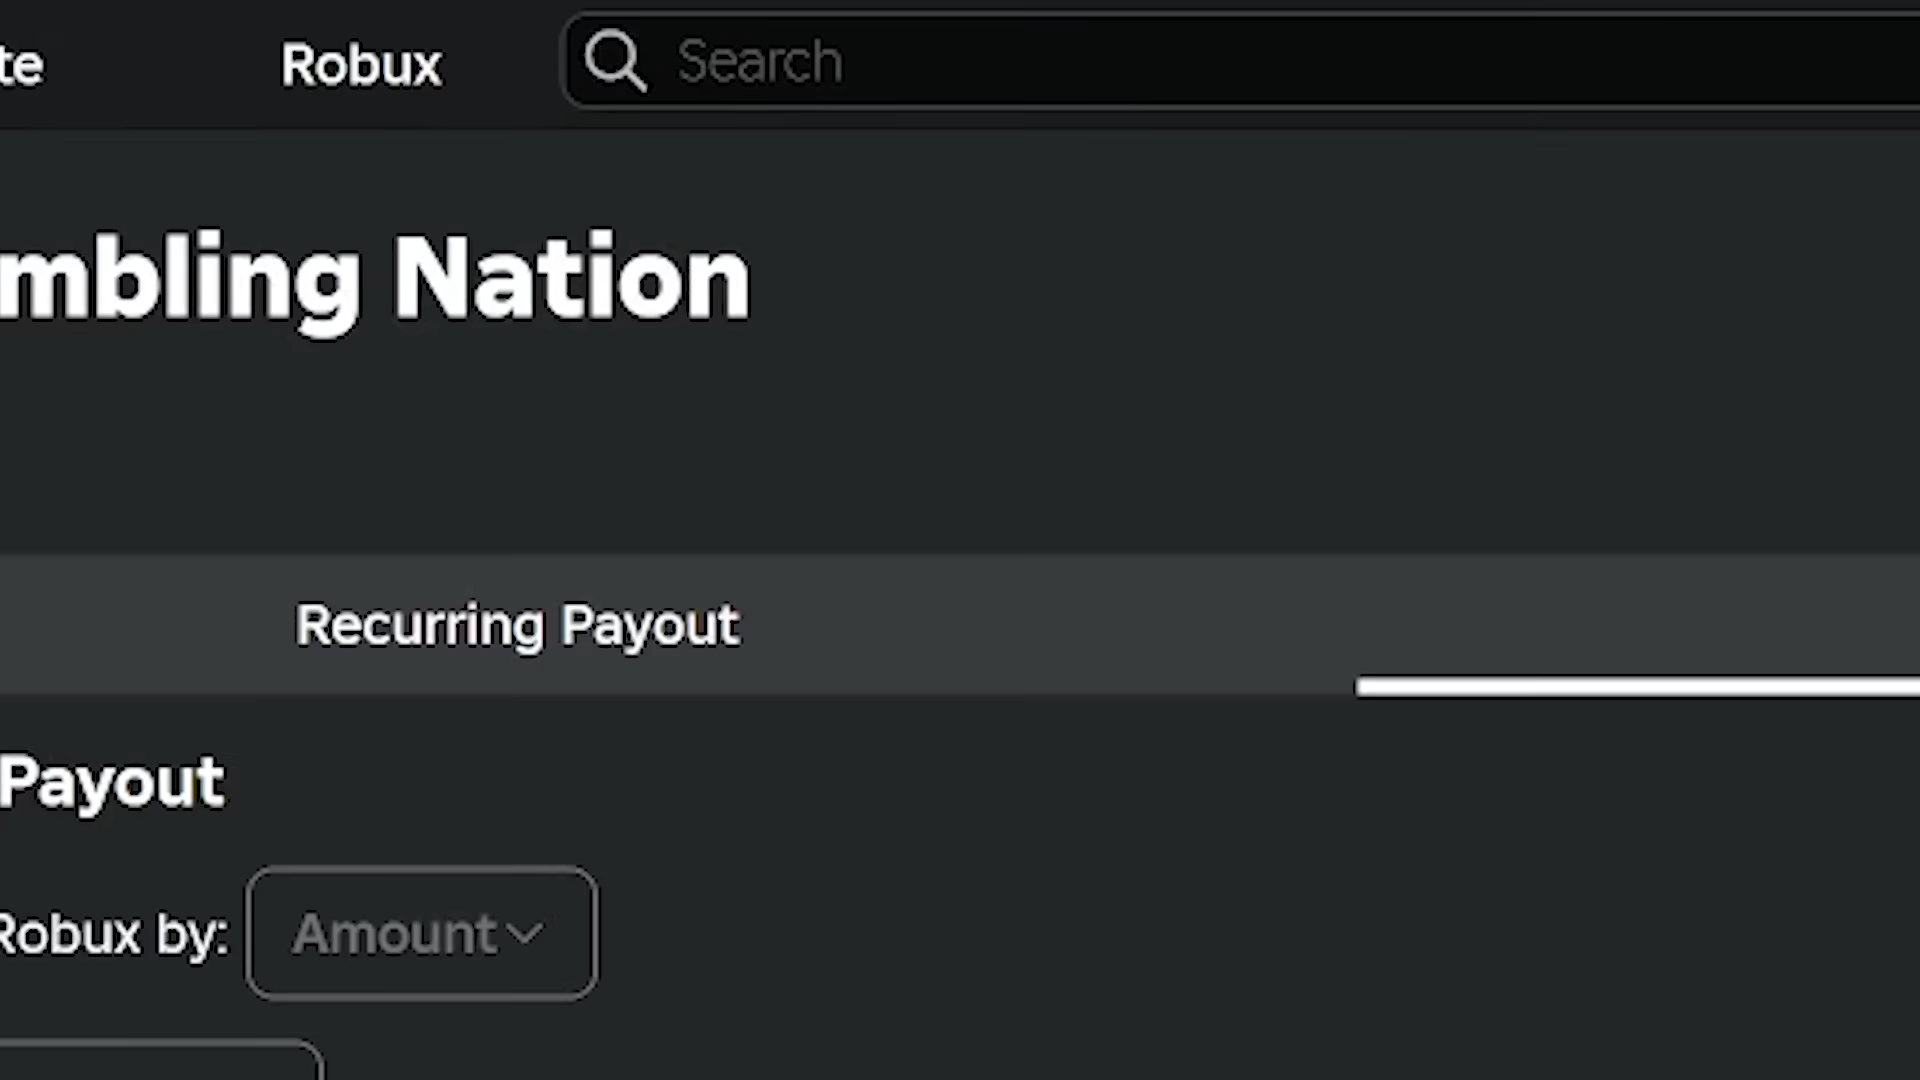 te Robux Search
mbling Nation
Recurring Payout
Payout
Robux by: Amount